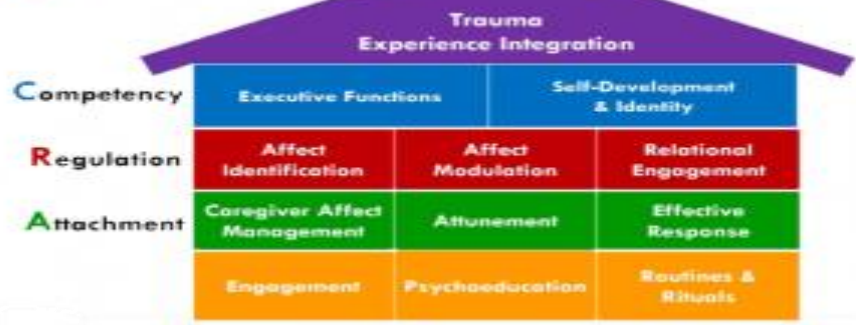 Trauma
Experience Integration
Competency
Executive Functions
Self-Development
& Identity
Regulation
Affect
Identification
Affect
Modulation
Relational
Engagement
Attachment
Caregiver Affect
Management
Attunement
Effective
Response
Engagement
Psychoeducation
Routines &
Rituals